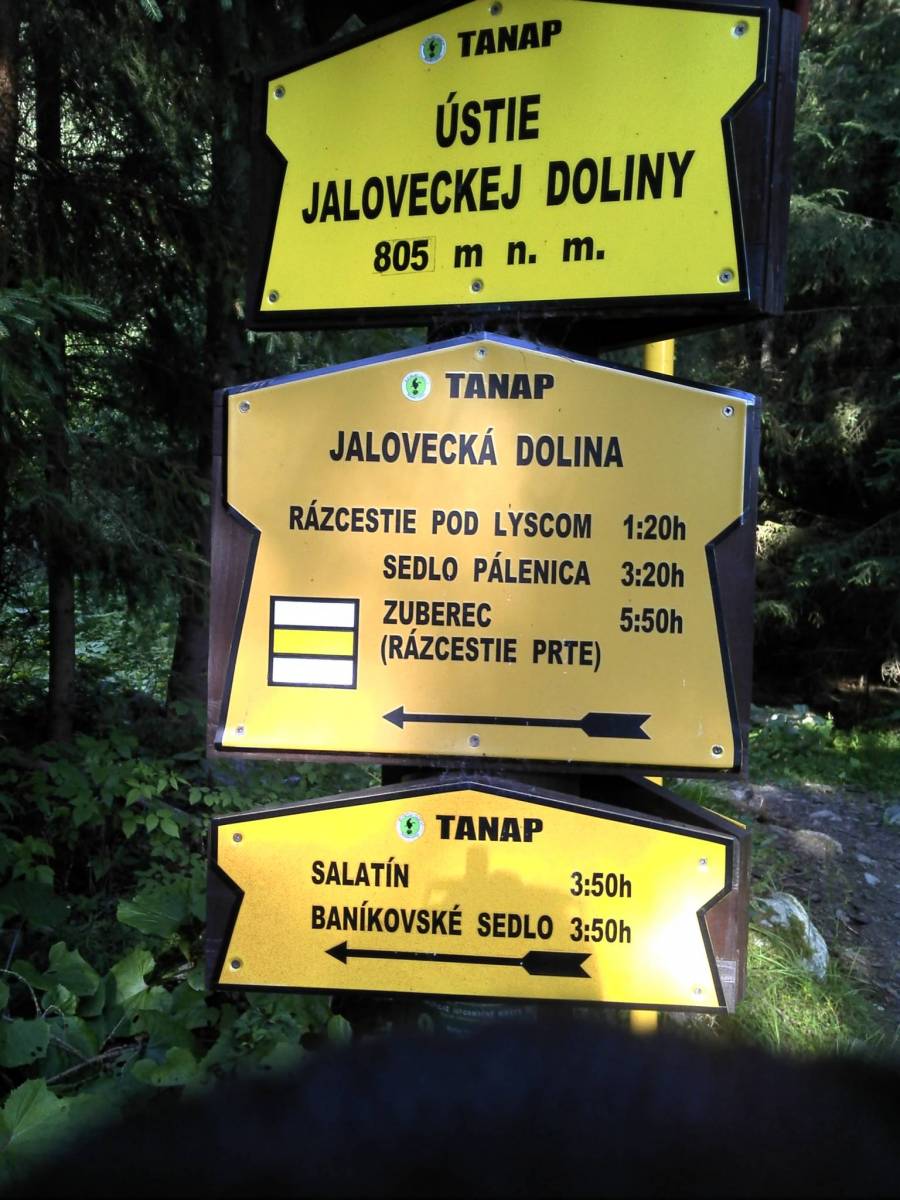 TANAP
ÚSTIE
JALOVECKEJ DOLINY
805 m n. m.
TANAP
JALOVECKÁ DOLINA
RÁZCESTIE POD LYSCOM 1:20h
SEDLO PÁLENICA 3:20h
ZUBEREC 5:50h
(RÁZCESTIE PRTE)
TANAP
SALATÍN 3:50h
BANÍKOVSKÉ SEDLO 3:50h